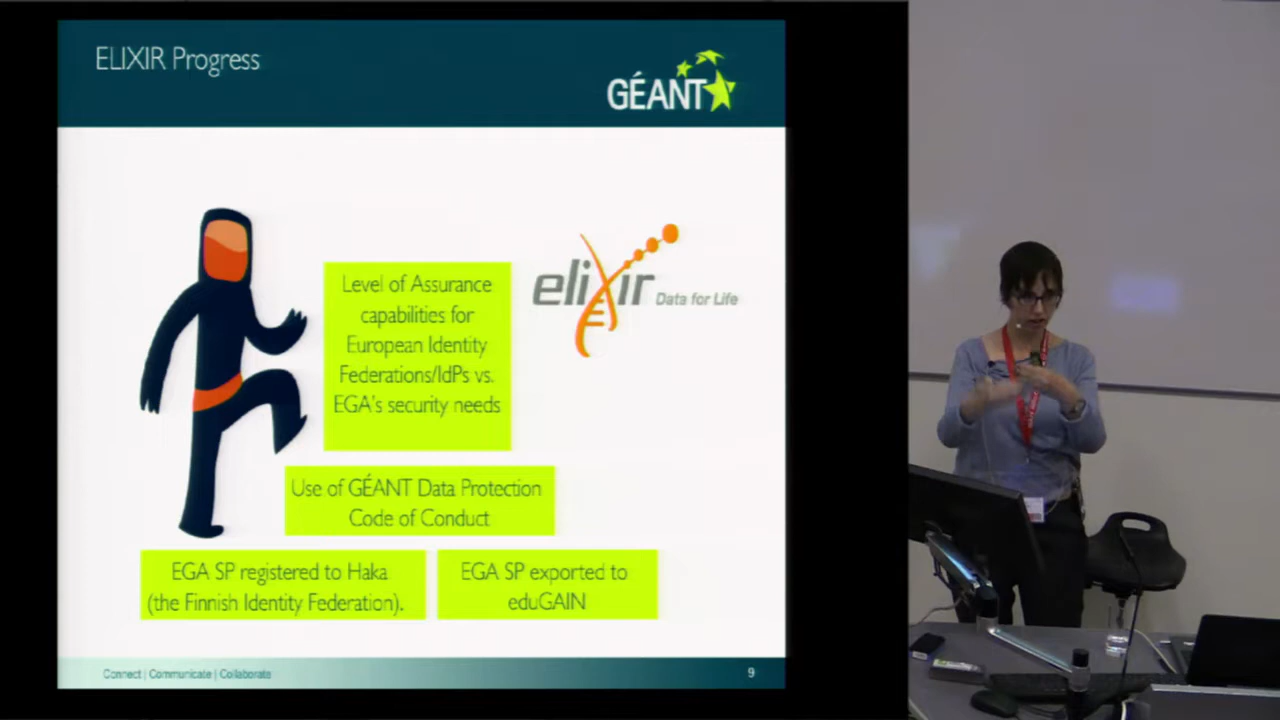 ELIXIR Progress
GÉANT
Level of Assurance
capabilities for
European Identity
Federations/IdPs vs.
EGA's security needs
elixir Data for Life
Use of GÉANT Data Protection
Code of Conduct
EGA SP registered to Haka
(the Finnish Identity Federation).
EGA SP exported to
eduGAIN
Connect | Communicate | Collaborate
9